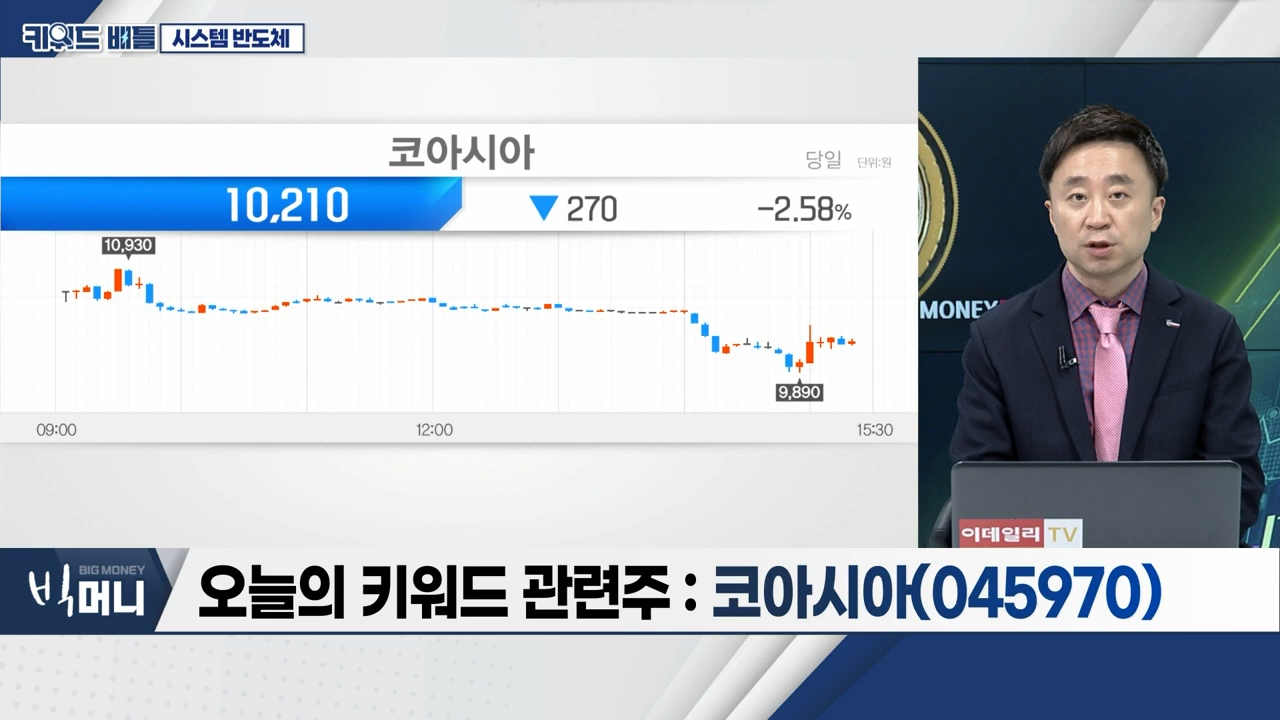 키워드 배틀 시스템 반도체
코아시아
당일 단위:원
10,210 ▼ 270 -2.58%
10,930
9,890
09:00 12:00 15:30
MONEY
이데일리 TV
BIG MONEY
빅머니
오늘의 키워드 관련주 : 코아시아(045970)